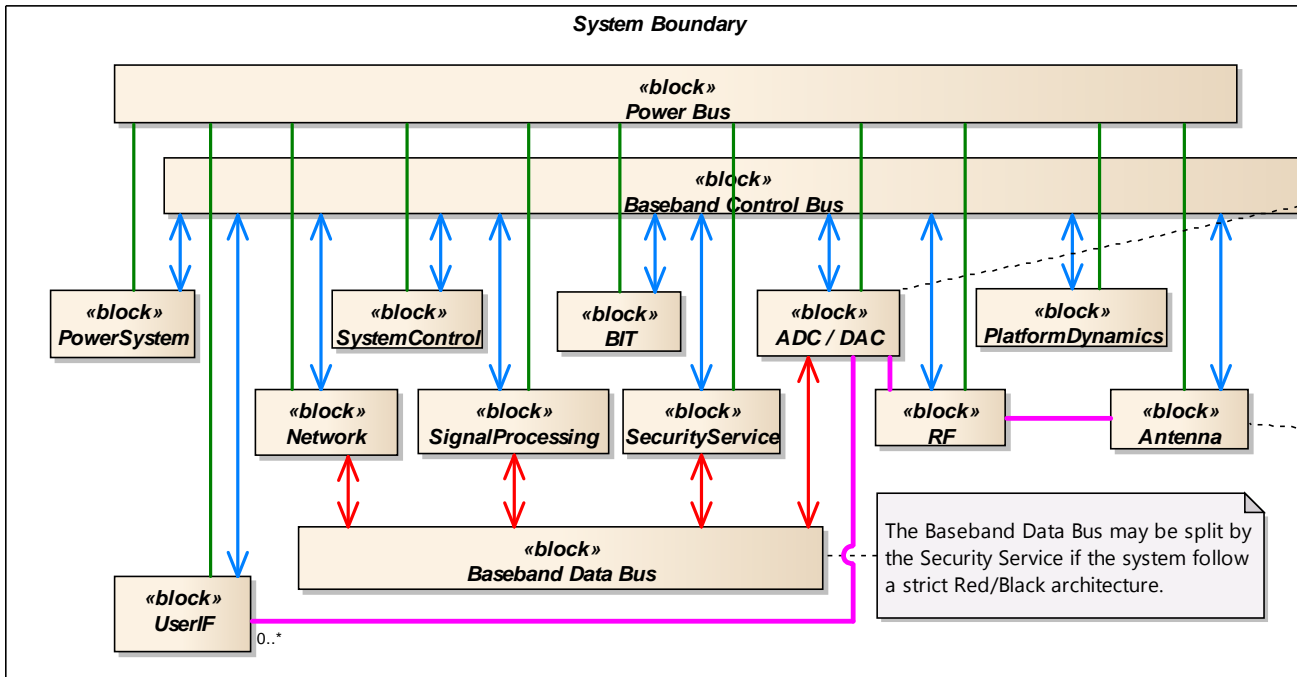 System Boundary
«block»
Power Bus
«block»
Baseband Control Bus
«block»
PowerSystem
«block»
SystemControl
«block»
BIT
«block»
ADC / DAC
«block»
PlatformDynamics
«block»
Network
«block»
SignalProcessing
«block»
SecurityService
«block»
RF
«block»
Antenna
«block»
Baseband Data Bus
The Baseband Data Bus may be split by
the Security Service if the system follow
a strict Red/Black architecture.
«block»
UserIF
0..*